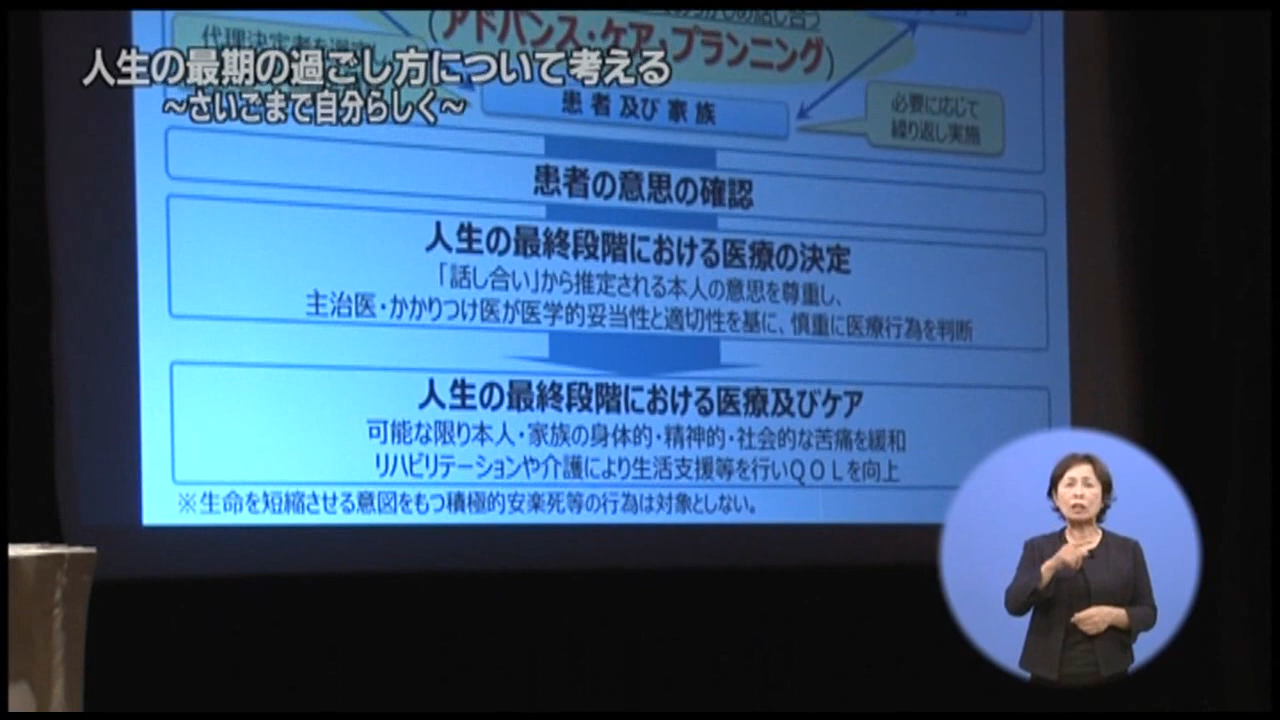 人生の最期の過ごし方について考える
～さいごまで自分らしく～
代理決定者を選定
(アドバンス・ケア・プランニング)
患者及び家族
必要に応じて
繰り返し実施
患者の意思の確認
人生の最終段階における医療の決定
「話し合い」から推定される本人の意思を尊重し、
主治医・かかりつけ医が医学的妥当性と適切性を基に、慎重に医療行為を判断
人生の最終段階における医療及びケア
可能な限り本人・家族の身体的・精神的・社会的な苦痛を緩和
リハビリテーションや介護により生活支援等を行いＱＯＬを向上
※生命を短縮させる意図をもつ積極的安楽死等の行為は対象としない。